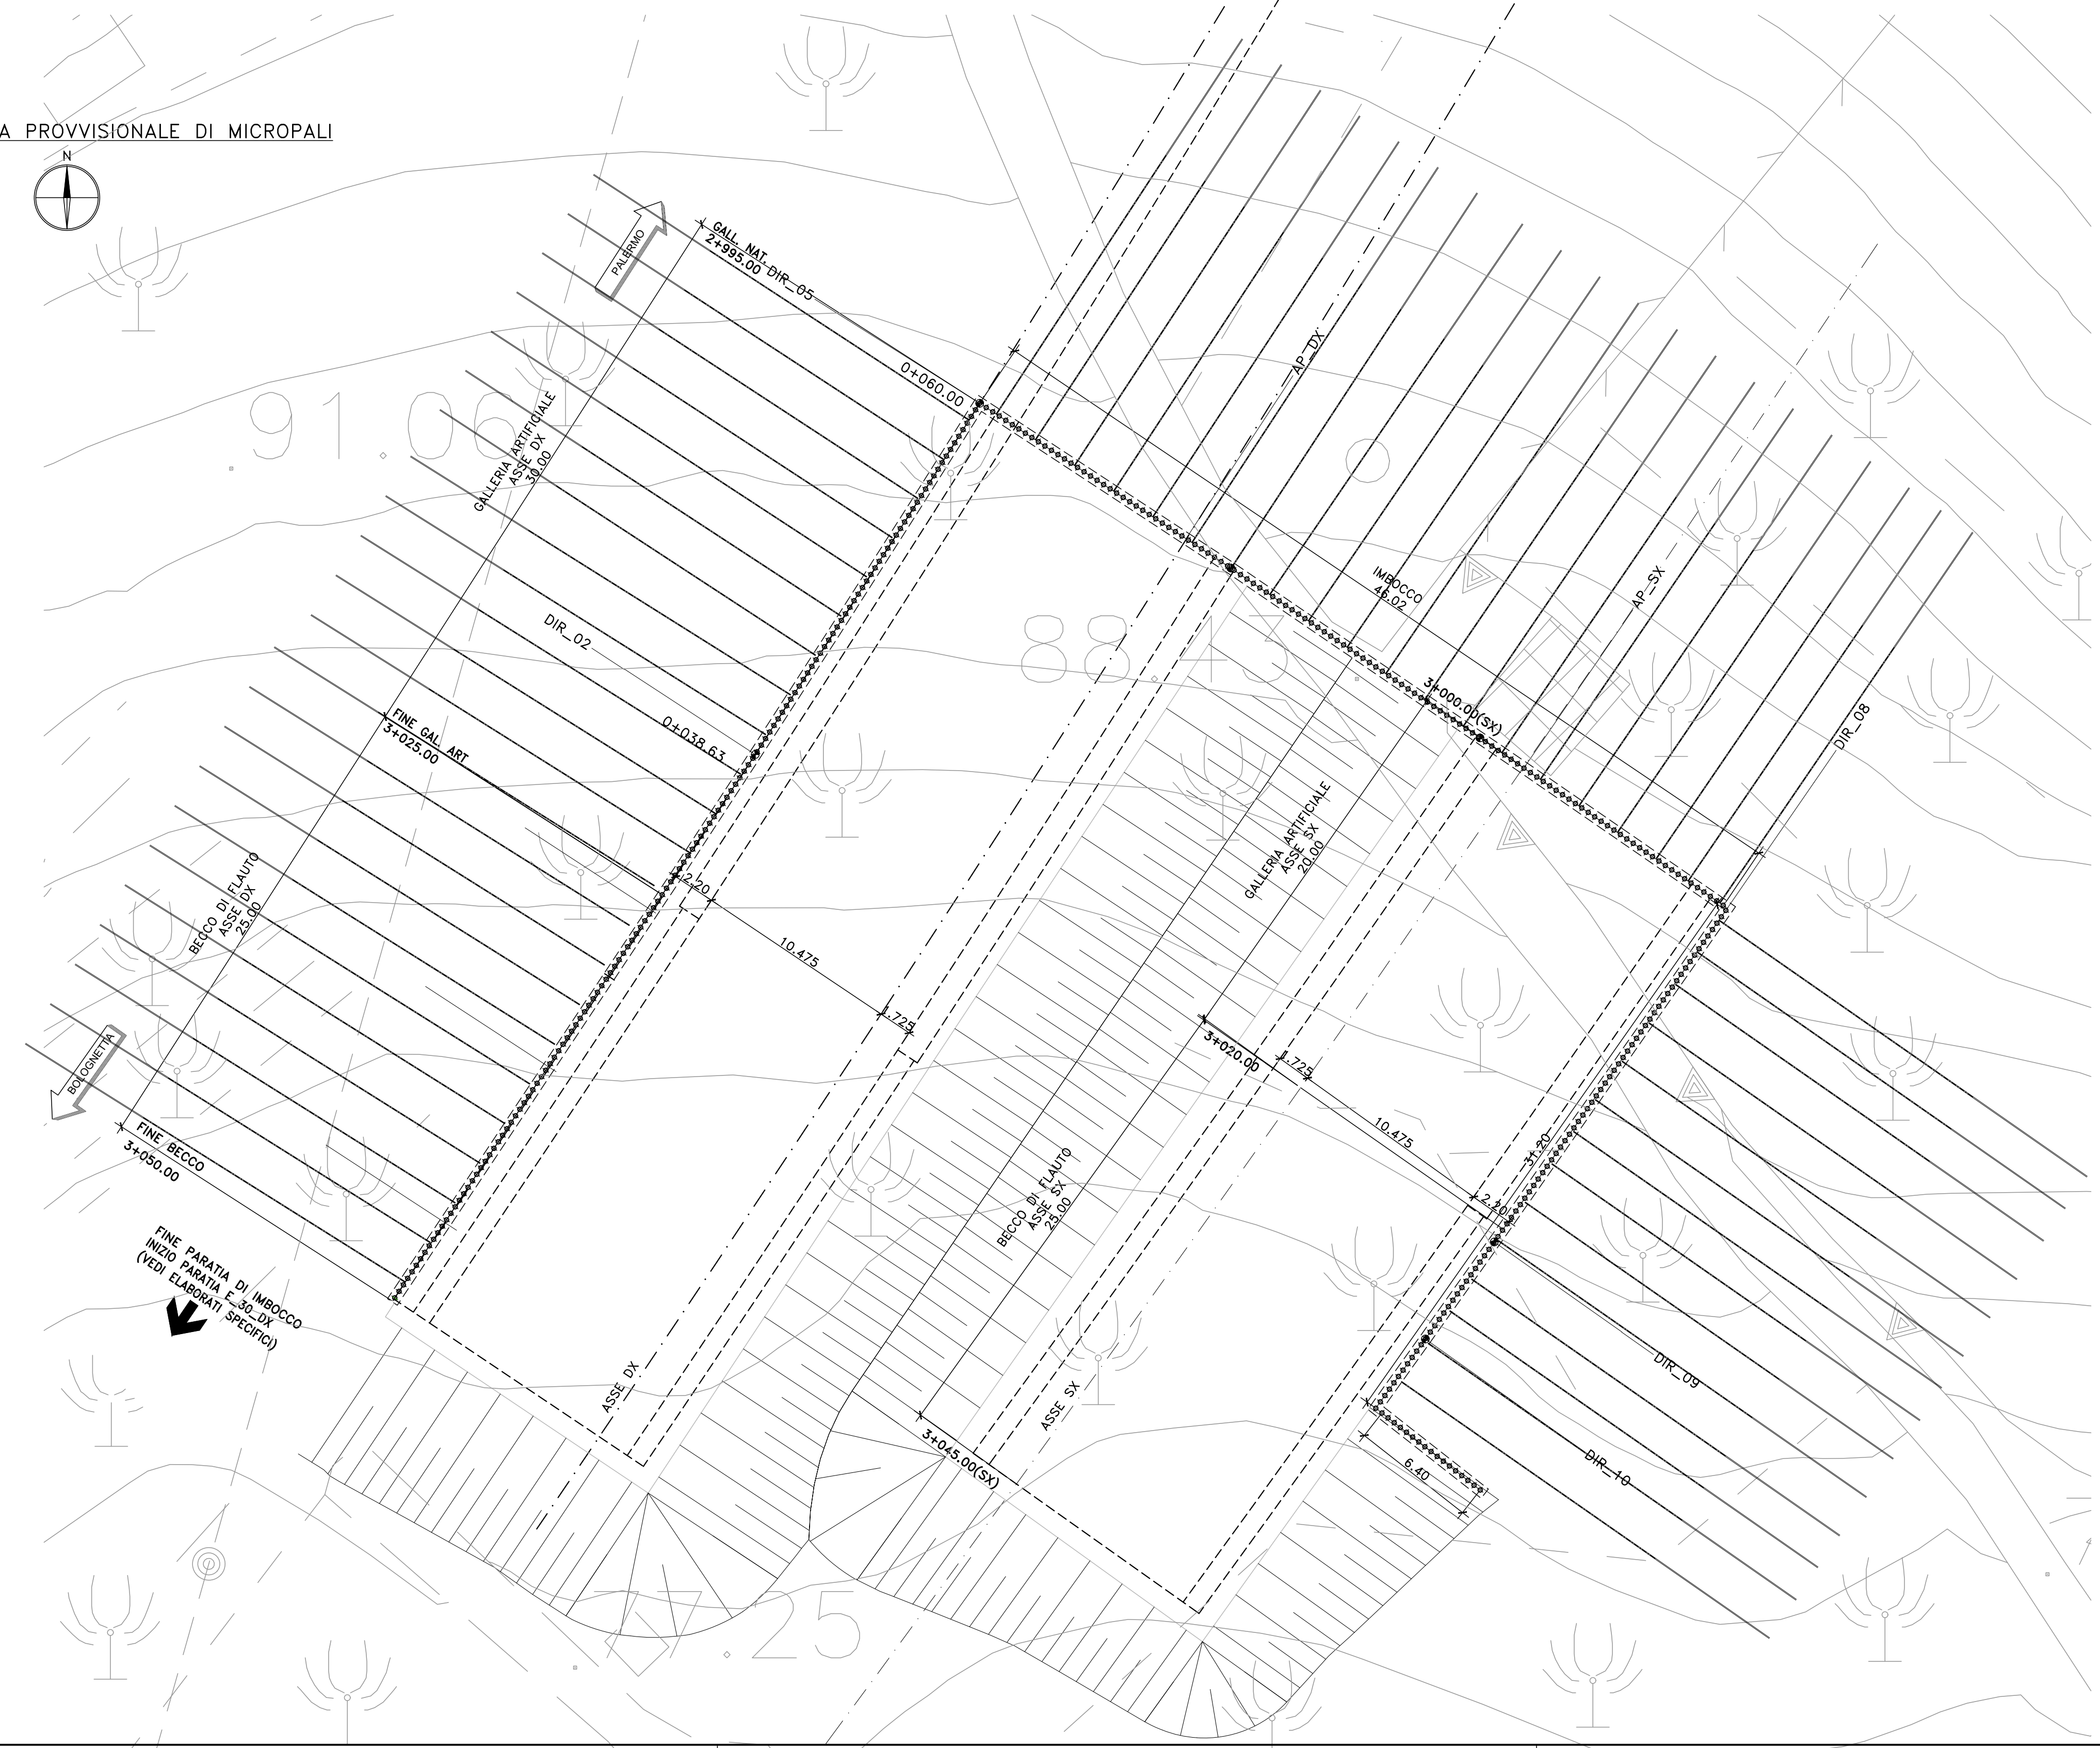 A PROVVISIONALE DI MICROPALI
N
PALERMO
GALL. NAT.
2+995.00
DIR_05
0+060.00
AP_DX
91.06
GALLERIA ARTIFICIALE
ASSE DX
30.00
IMBOCCO
46.02
AP_SX
88.13
DIR_02
0+038.63
3+000.00(SX)
DIR_08
FINE GAL. ART
3+025.00
GALLERIA ARTIFICIALE
ASSE SX
20.00
BECCO DI FLAUTO
ASSE DX
25.00
2.20
10.475
1.725
3+020.00
1.725
10.475
2.20
31.20
BOLOGNETTA
FINE BECCO
3+050.00
BECCO DI FLAUTO
ASSE SX
25.00
FINE PARATIA DI IMBOCCO
INIZIO PARATIA E_30_DX
(VEDI ELABORATI SPECIFICI)
ASSE DX
ASSE SX
DIR_09
3+045.00(SX)
6.40
DIR_10
77.25